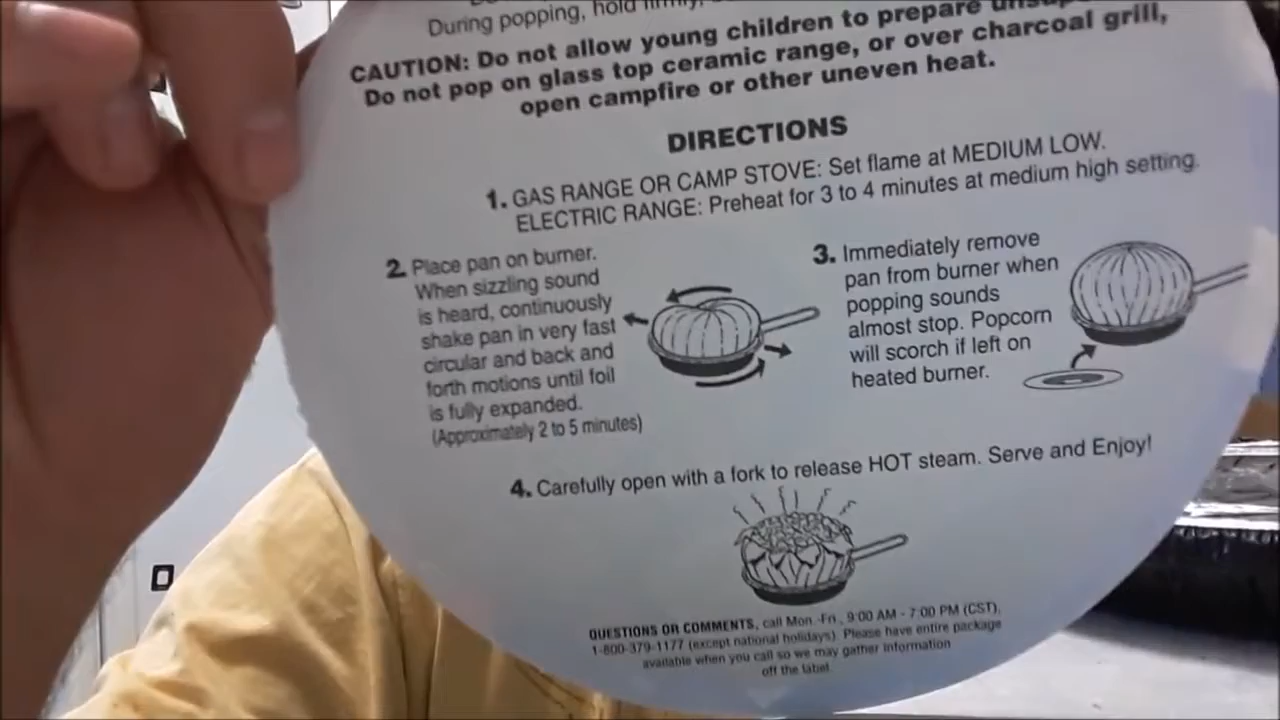 During popping, hold firmly,
CAUTION: Do not allow young children to prepare
Do not pop on glass top ceramic range, or over charcoal grill,
open campfire or other uneven heat.
DIRECTIONS
1. GAS RANGE OR CAMP STOVE: Set flame at MEDIUM LOW.
ELECTRIC RANGE: Preheat for 3 to 4 minutes at medium high setting.
2. Place pan on burner.
When sizzling sound
is heard, continuously
shake pan in very fast
circular and back and
forth motions until foil
is fully expanded.
(Approximately 2 to 5 minutes)
3. Immediately remove
pan from burner when
popping sounds
almost stop. Popcorn
will scorch if left on
heated burner.
4. Carefully open with a fork to release HOT steam. Serve and Enjoy!
QUESTIONS OR COMMENTS, call Mon.-Fri., 9:00 AM - 7:00 PM (CST),
1-800-379-1177 (except national holidays). Please have entire package
available when you call so we may gather information
off the label.